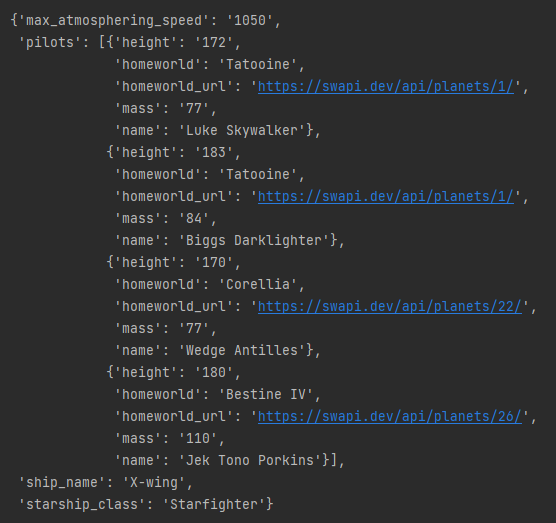 {'max_atmosphering_speed': '1050',
 'pilots': [{'height': '172',
             'homeworld': 'Tatooine',
             'homeworld_url': 'https://swapi.dev/api/planets/1/',
             'mass': '77',
             'name': 'Luke Skywalker'},
            {'height': '183',
             'homeworld': 'Tatooine',
             'homeworld_url': 'https://swapi.dev/api/planets/1/',
             'mass': '84',
             'name': 'Biggs Darklighter'},
            {'height': '170',
             'homeworld': 'Corellia',
             'homeworld_url': 'https://swapi.dev/api/planets/22/',
             'mass': '77',
             'name': 'Wedge Antilles'},
            {'height': '180',
             'homeworld': 'Bestine IV',
             'homeworld_url': 'https://swapi.dev/api/planets/26/',
             'mass': '110',
             'name': 'Jek Tono Porkins'}],
 'ship_name': 'X-wing',
 'starship_class': 'Starfighter'}